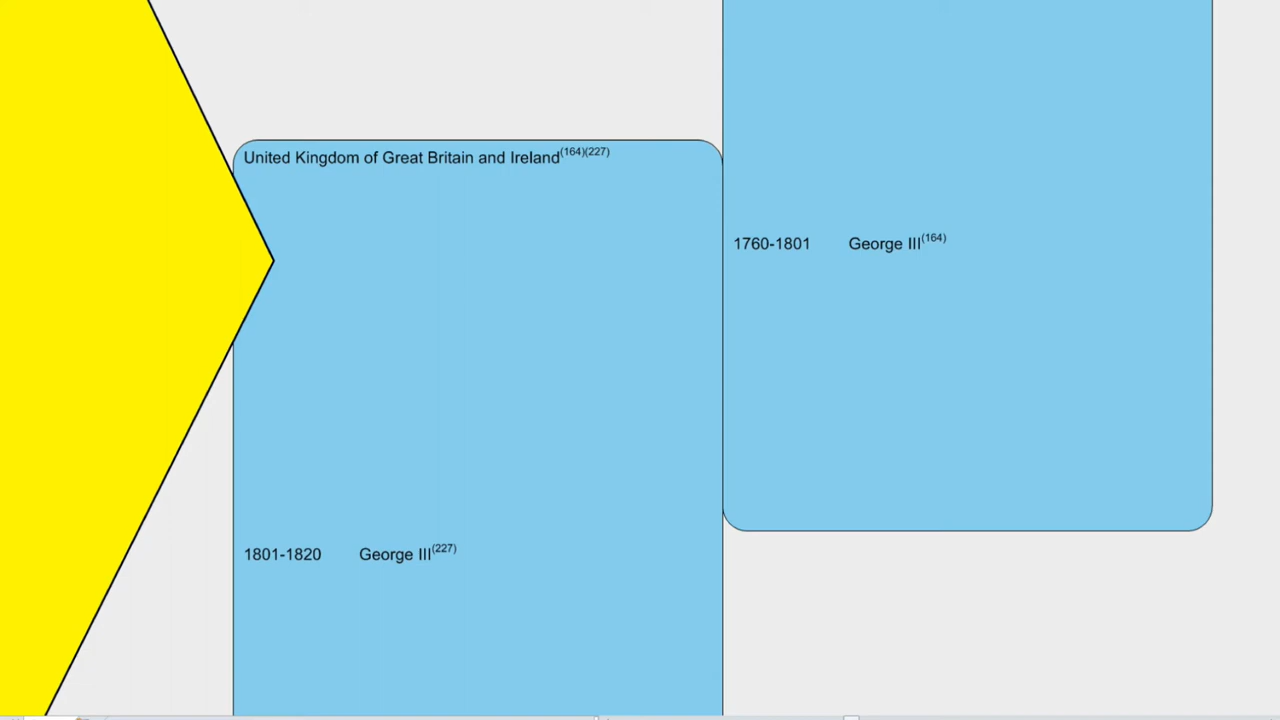 United Kingdom of Great Britain and Ireland(164)(227)
1760-1801 George III(164)
1801-1820 George III(227)